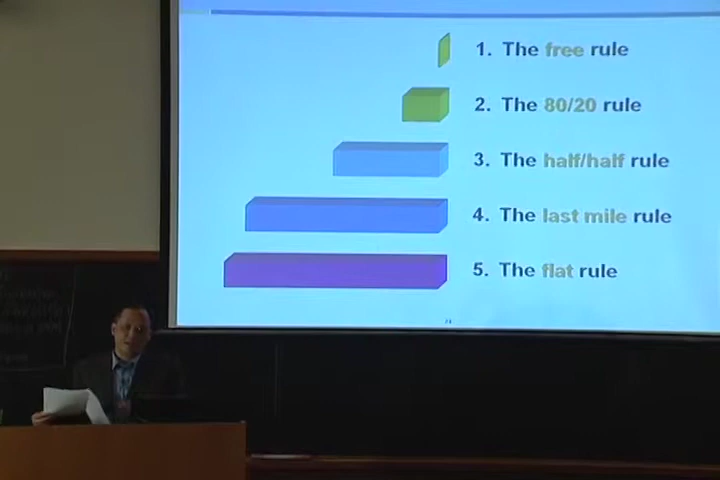 1. The free rule
2. The 80/20 rule
3. The half/half rule
4. The last mile rule
5. The flat rule